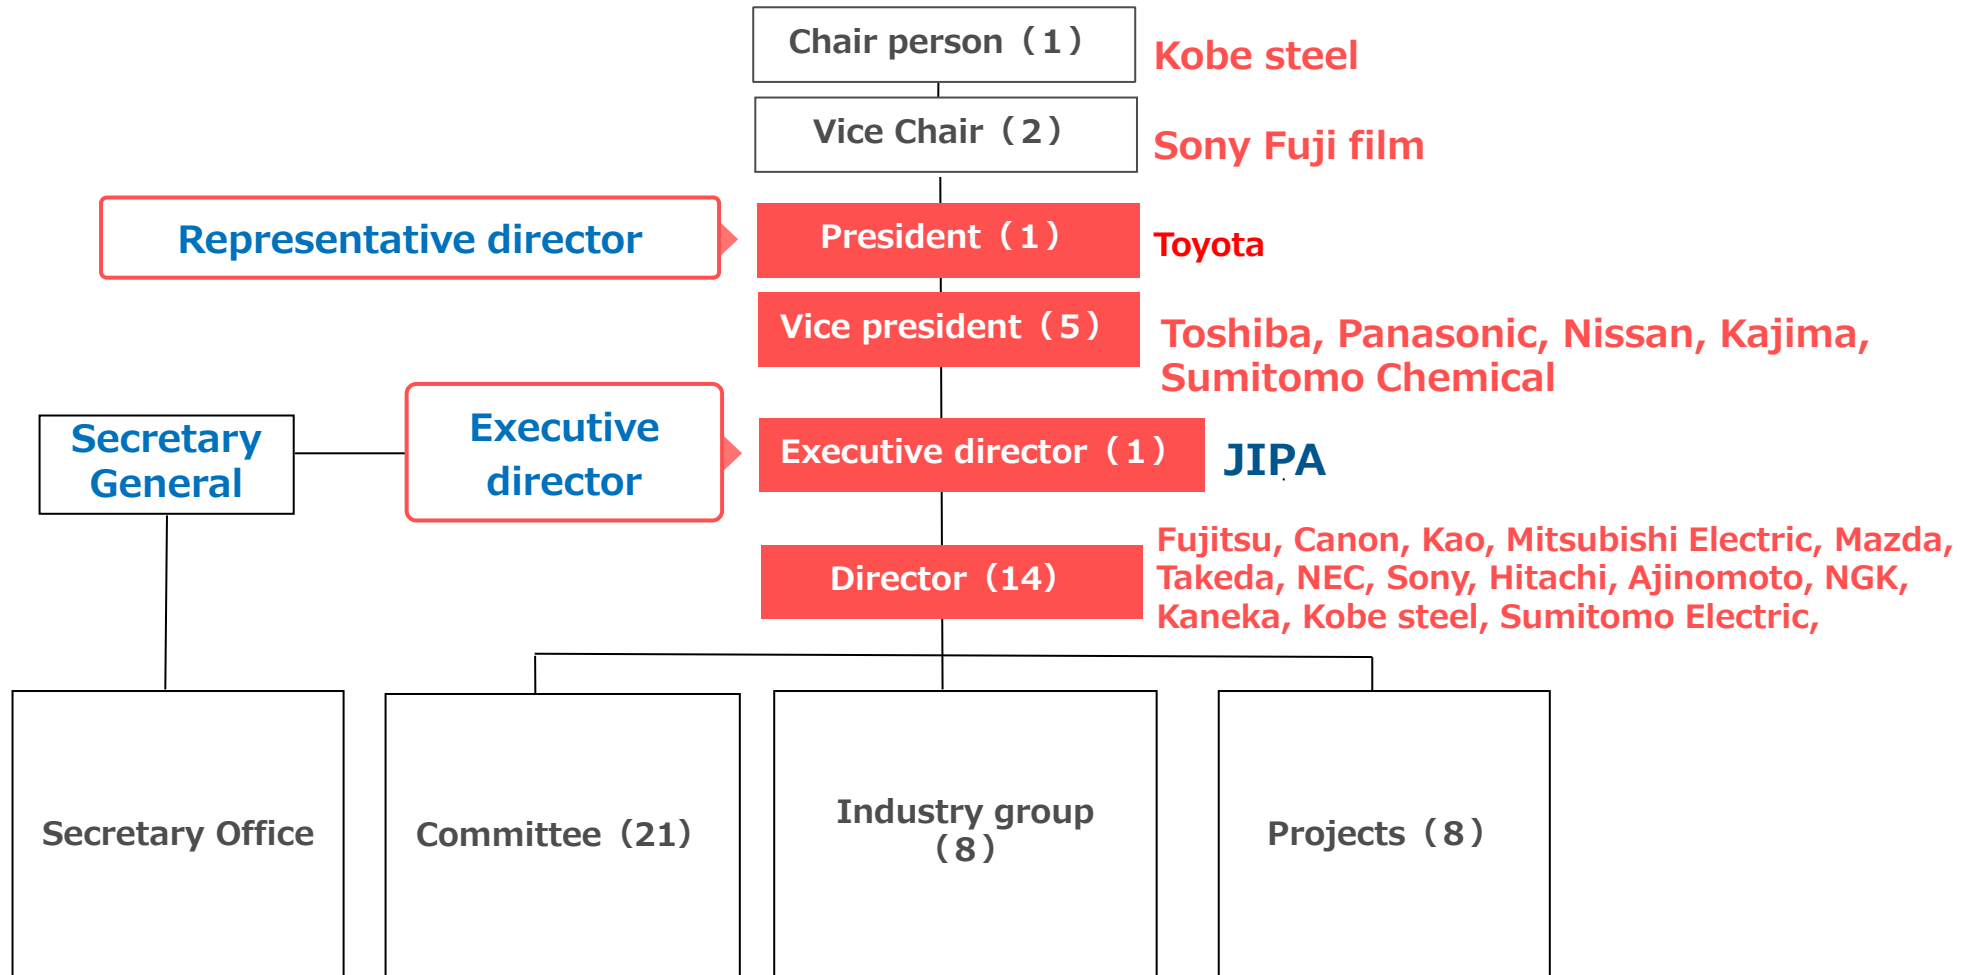 Chair person（1）
Kobe steel
Vice Chair（2）
Sony Fuji film
Representative director
President（1）
Toyota
Vice president（5）
Toshiba, Panasonic, Nissan, Kajima,
Sumitomo Chemical
Secretary
General
Executive
director
Executive director（1）
JIPA
Director（14）
Fujitsu, Canon, Kao, Mitsubishi Electric, Mazda,
Takeda, NEC, Sony, Hitachi, Ajinomoto, NGK,
Kaneka, Kobe steel, Sumitomo Electric,
Secretary Office
Committee（21）
Industry group
（8）
Projects（8）